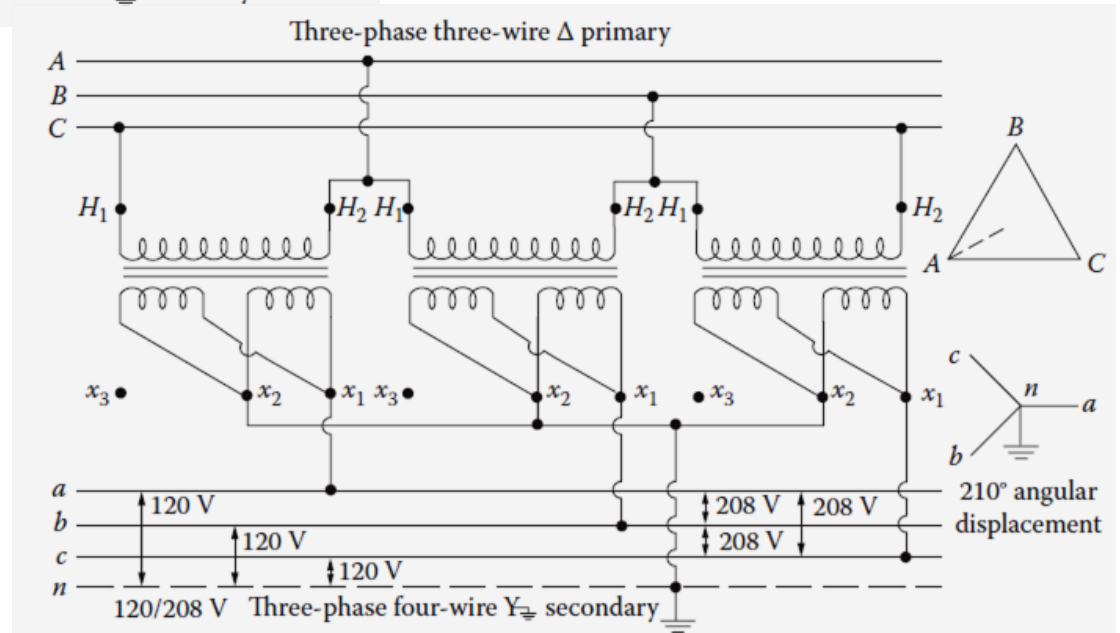 Three-phase three-wire Δ primary
A
B
C
B
A
C
H₁ H₂ H₁ H₂ H₁ H₂
x₃ x₂ x₁ x₃ x₂ x₁ x₃ x₂ x₁
c
n
a
b
210° angular
displacement
a
b
c
n
120 V
120 V
120 V
208 V 208 V
208 V
120/208 V Three-phase four-wire Y secondary